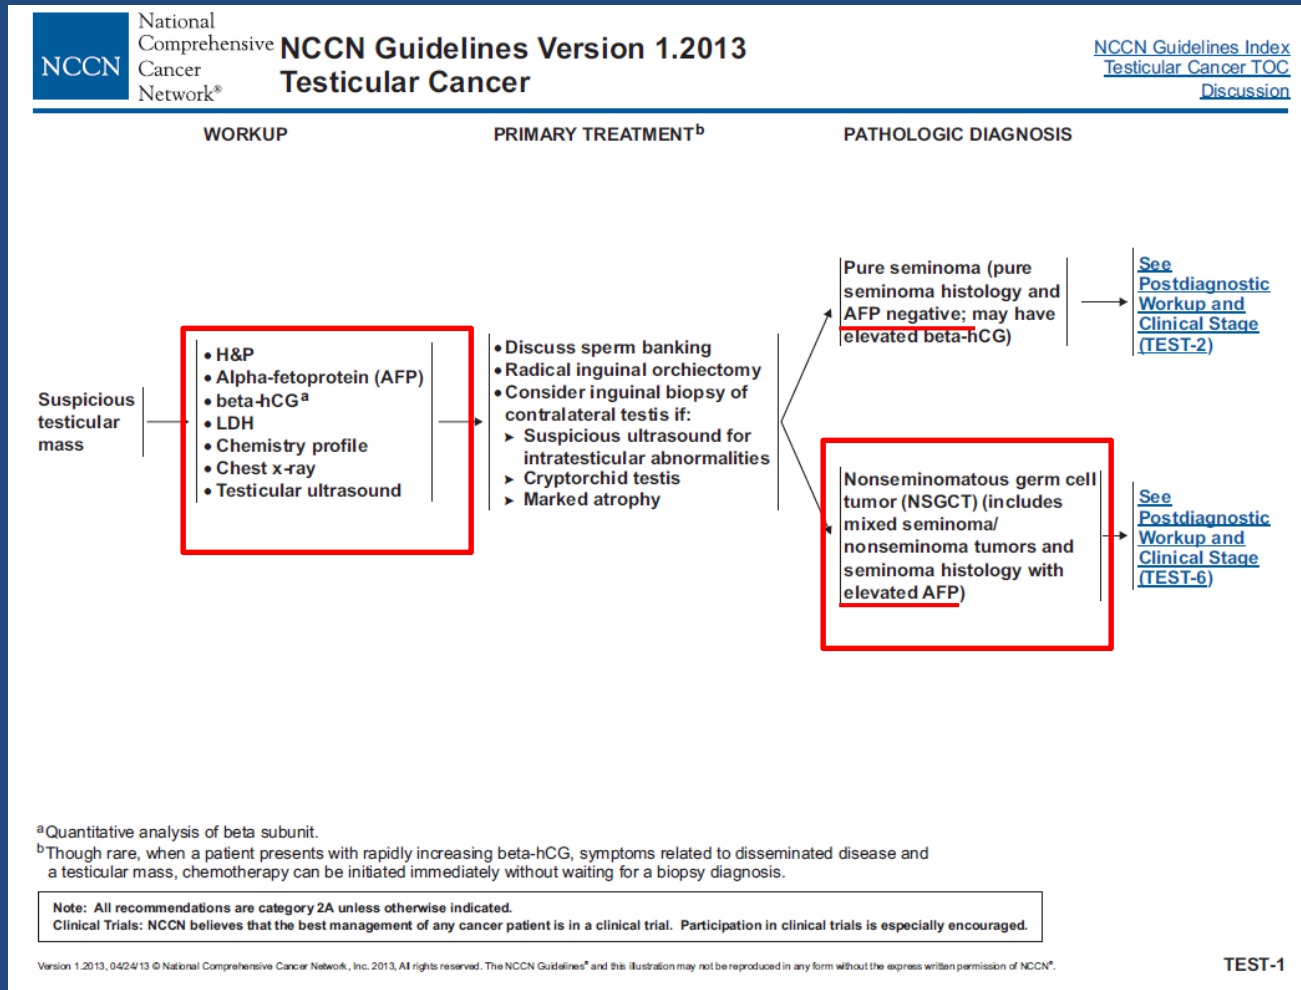 NCCN
National
Comprehensive
Cancer
Network®
NCCN Guidelines Version 1.2013
Testicular Cancer
NCCN Guidelines Index
Testicular Cancer TOC
Discussion
WORKUP
PRIMARY TREATMENTᵇ
PATHOLOGIC DIAGNOSIS
Suspicious
testicular
mass
• H&P
• Alpha-fetoprotein (AFP)
• beta-hCGᵃ
• LDH
• Chemistry profile
• Chest x-ray
• Testicular ultrasound
• Discuss sperm banking
• Radical inguinal orchiectomy
• Consider inguinal biopsy of
contralateral testis if:
➤ Suspicious ultrasound for
intratesticular abnormalities
➤ Cryptorchid testis
➤ Marked atrophy
Pure seminoma (pure
seminoma histology and
AFP negative; may have
elevated beta-hCG)
See
Postdiagnostic
Workup and
Clinical Stage
(TEST-2)
Nonseminomatous germ cell
tumor (NSGCT) (includes
mixed seminoma/
nonseminoma tumors and
seminoma histology with
elevated AFP)
See
Postdiagnostic
Workup and
Clinical Stage
(TEST-6)
ᵃQuantitative analysis of beta subunit.
ᵇThough rare, when a patient presents with rapidly increasing beta-hCG, symptoms related to disseminated disease and
a testicular mass, chemotherapy can be initiated immediately without waiting for a biopsy diagnosis.
Note: All recommendations are category 2A unless otherwise indicated.
Clinical Trials: NCCN believes that the best management of any cancer patient is in a clinical trial. Participation in clinical trials is especially encouraged.
Version 1.2013, 04/24/13 © National Comprehensive Cancer Network, Inc. 2013, All rights reserved. The NCCN Guidelines® and this illustration may not be reproduced in any form without the express written permission of NCCN®.
TEST-1